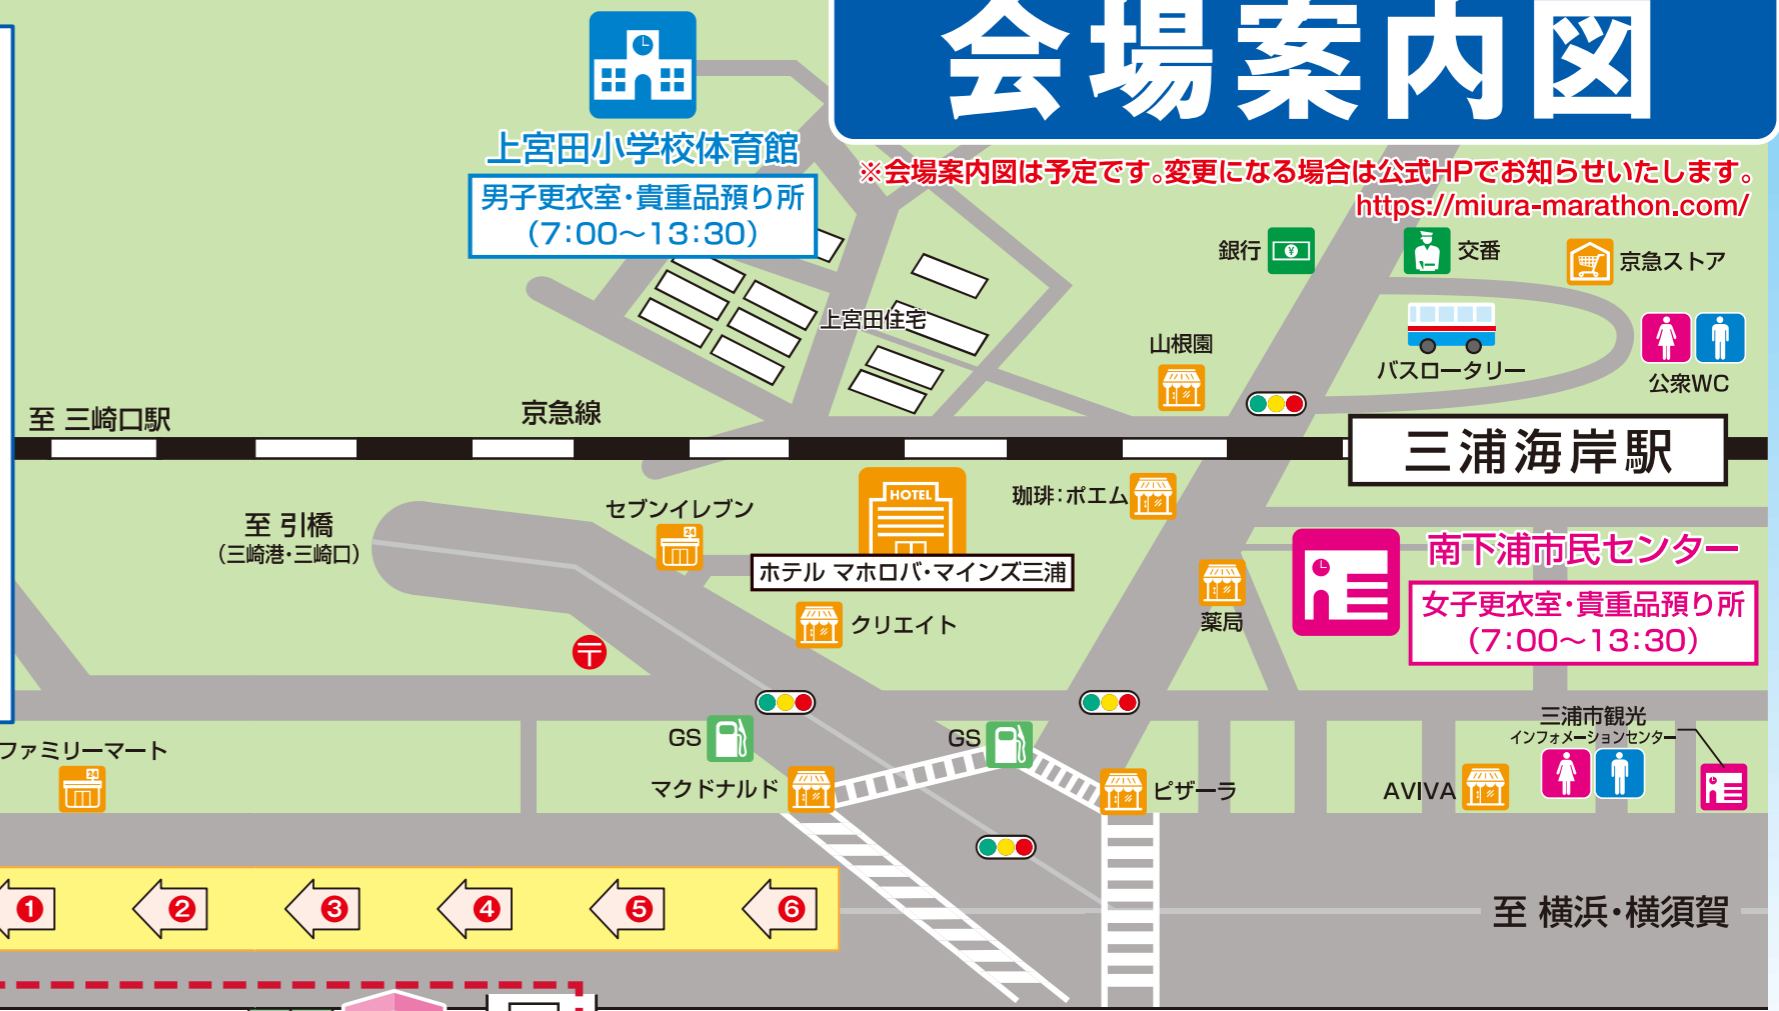 会場案内図
※会場案内図は予定です。変更になる場合は公式HPでお知らせいたします。
https://miura-marathon.com/
上宮田小学校体育館
男子更衣室・貴重品預り所
(7:00〜13:30)
銀行
交番
京急ストア
上宮田住宅
山根園
バスロータリー
公衆WC
至 三崎口駅
京急線
三浦海岸駅
HOTEL
至 引橋
(三崎港・三崎口)
セブンイレブン
24
珈琲:ポエム
ホテル マホロバ・マインズ三浦
南下浦市民センター
女子更衣室・貴重品預り所
(7:00〜13:30)
クリエイト
薬局
〒
GS
GS
三浦市観光
インフォメーションセンター
ファミリーマート
24
マクドナルド
ピザーラ
AVIVA
❶ ❷ ❸ ❹ ❺ ❻
至 横浜・横須賀